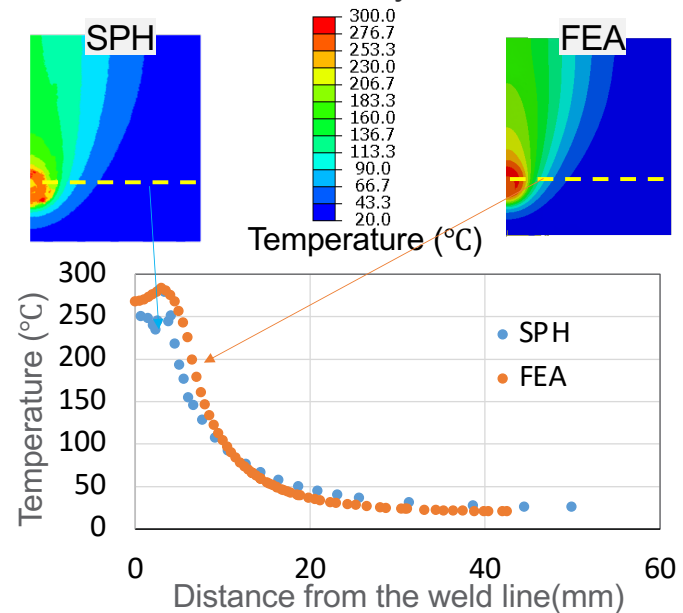 SPH
FEA
300.0
276.7
253.3
230.0
206.7
183.3
160.0
136.7
113.3
90.0
66.7
43.3
20.0
Temperature (°C)
Temperature (°C)
300
250
200
150
100
50
0
SPH
FEA
0 20 40 60
Distance from the weld line(mm)